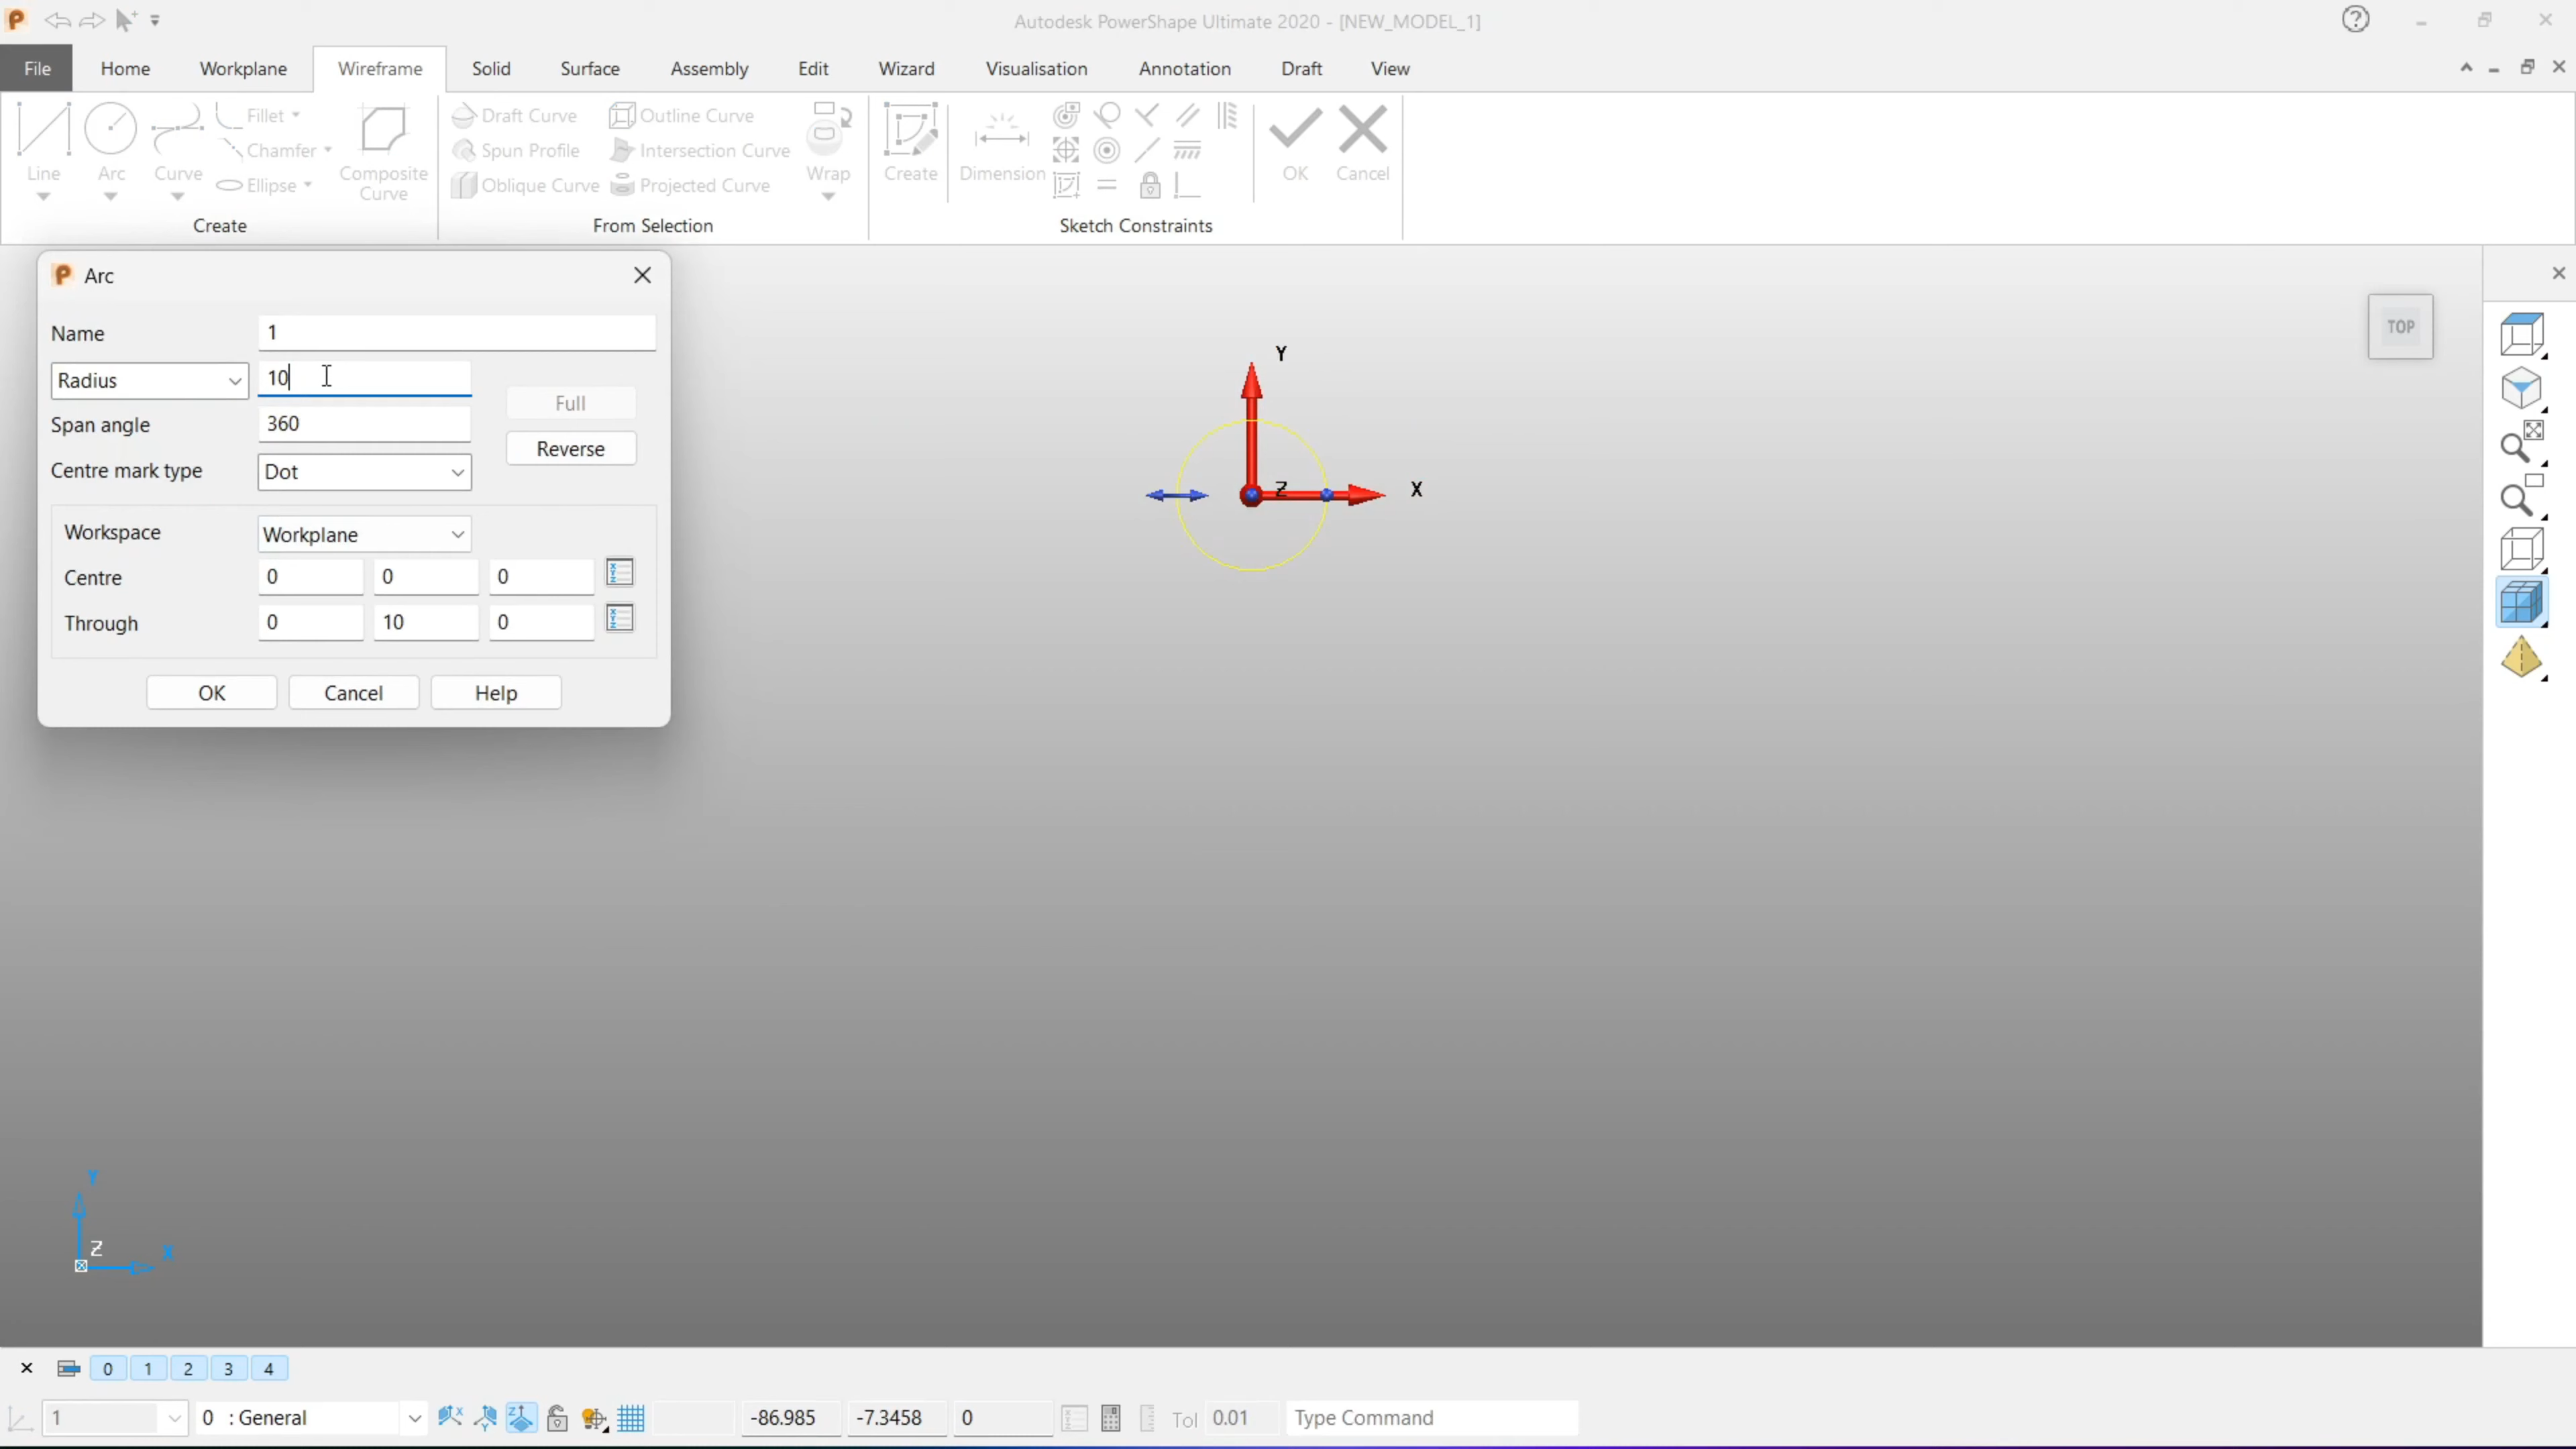 Autodesk PowerShape Ultimate 2020 - [NEW_MODEL_1]
File Home Workplane Wireframe Solid Surface Assembly Edit Wizard Visualisation Annotation Draft View
Line Arc Curve Fillet Chamfer Ellipse Composite Curve
Draft Curve Outline Curve
Spun Profile Intersection Curve
Oblique Curve Projected Curve
Wrap Create Dimension OK Cancel
Create From Selection Sketch Constraints
Arc
Name 1
Radius 10
Full
Span angle 360
Reverse
Centre mark type Dot
Workspace Workplane
Centre 0 0 0
Through 0 10 0
OK Cancel Help
Y
Z X
TOP
Y
Z X
0 1 2 3 4
1 0 : General X Y Z -86.985 -7.3458 0 Tol 0.01 Type Command